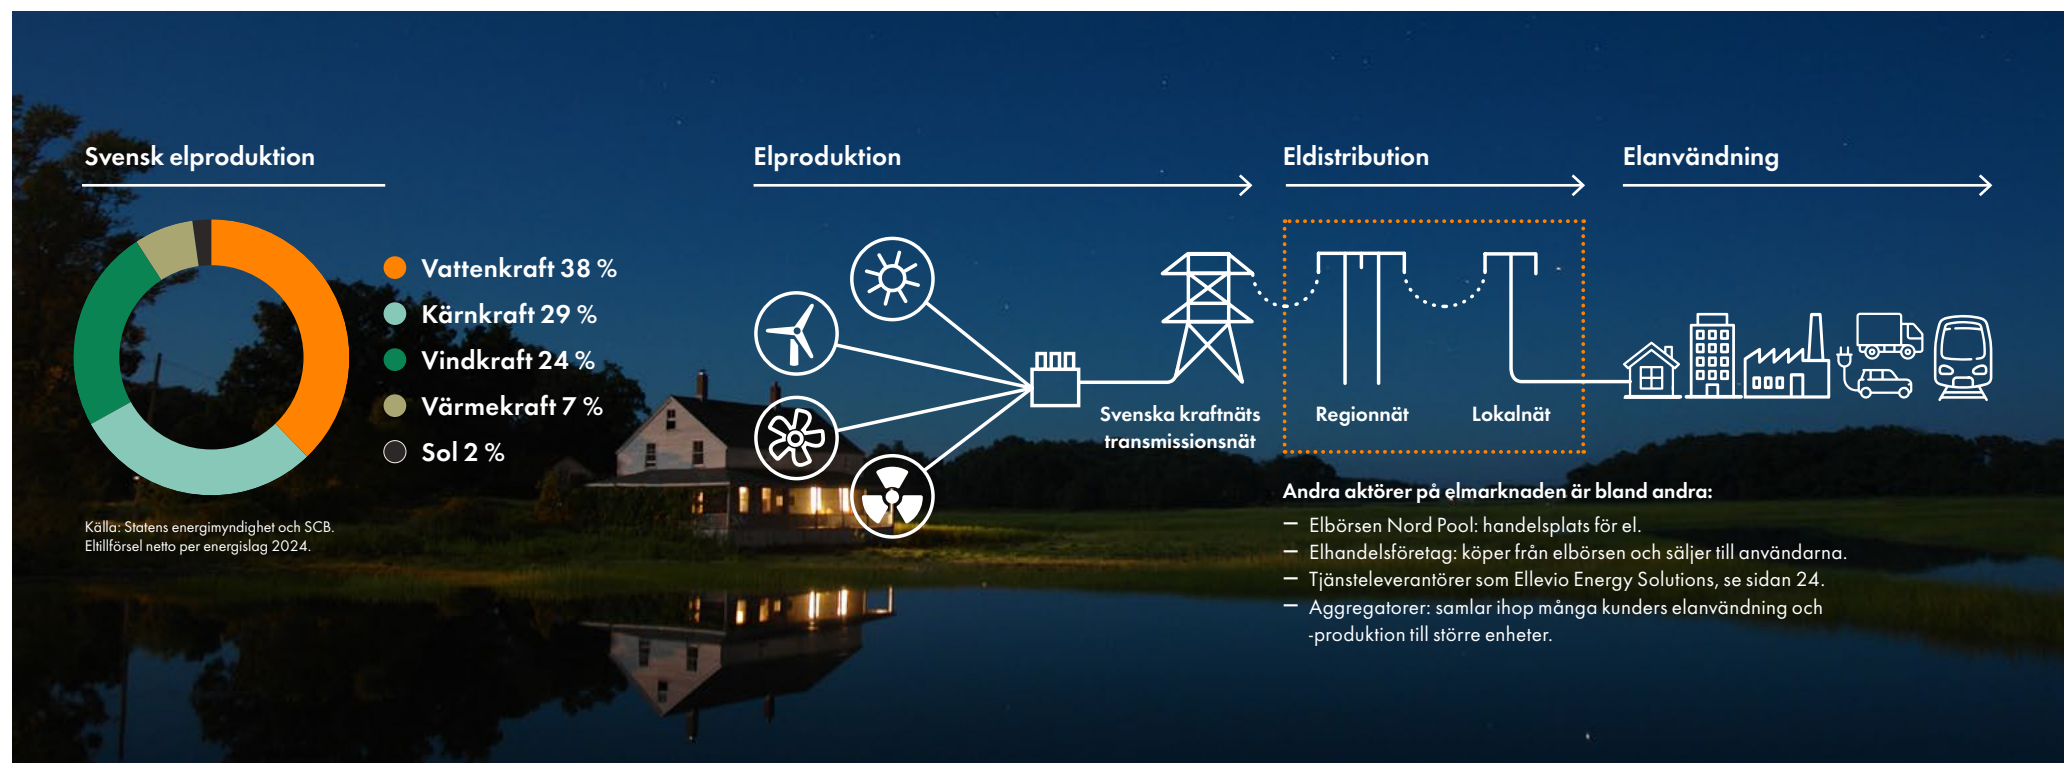 Svensk elproduktion
Vattenkraft 38 %
Kärnkraft 29 %
Vindkraft 24 %
Värmekraft 7 %
Sol 2 %
Källa: Statens energimyndighet och SCB.
Eltillförsel netto per energislag 2024.
Elproduktion
Eldistribution
Elanvändning
Svenska kraftnäts
transmissionsnät
Regionnät
Lokalnät
Andra aktörer på elmarknaden är bland andra:
– Elbörsen Nord Pool: handelsplats för el.
– Elhandelsföretag: köper från elbörsen och säljer till användarna.
– Tjänsteleverantörer som Ellevio Energy Solutions, se sidan 24.
– Aggregatorer: samlar ihop många kunders elanvändning och
-produktion till större enheter.